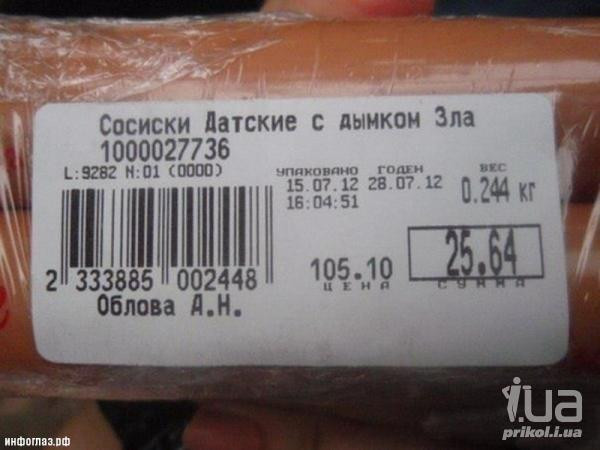 Сосиски Датские с дымком Зла
1000027736
L:9282 N:01 (0000)
УПАКОВАНО ГОДЕН ВЕС
15.07.12 28.07.12 0.244 кг
16:04:51
105.10 25.64
ЦЕНА СУММА
2 333885 002448
Облова А.Н.
инфоглаз.рф
i.ua
prikol.i.ua